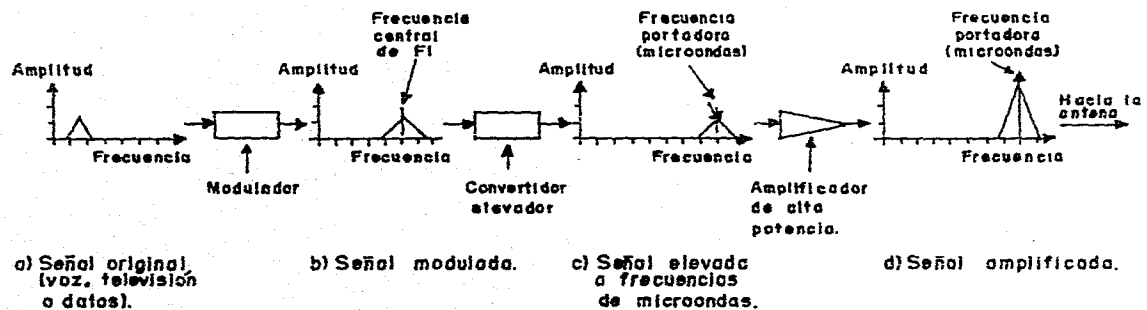 Amplitud
Frecuencia
Modulador
a) Señal original
(voz, televisión
o datos).
Frecuencia
central
de FI
Amplitud
Frecuencia
Convertidor
elevador
b) Señal modulada.
Frecuencia
portadora
(microondas)
Amplitud
Frecuencia
Amplificador
de alta
potencia.
c) Señal elevada
a frecuencias
de microondas.
Frecuencia
portadora
(microondas)
Amplitud
Frecuencia
Hacia la
antena
d) Señal amplificada.